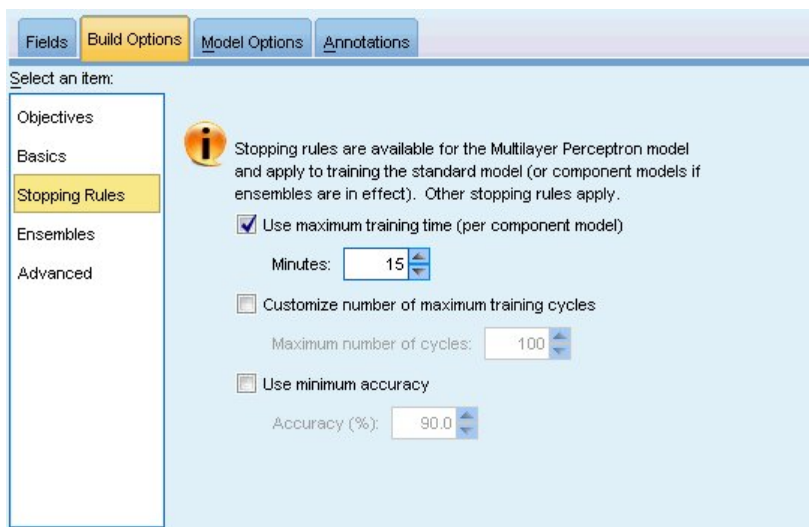 Fields Build Options Model Options Annotations
Select an item:
Objectives
Basics
Stopping Rules
Ensembles
Advanced
Stopping rules are available for the Multilayer Perceptron model
and apply to training the standard model (or component models if
ensembles are in effect). Other stopping rules apply.
Use maximum training time (per component model)
Minutes: 15
Customize number of maximum training cycles
Maximum number of cycles: 100
Use minimum accuracy
Accuracy (%): 90.0